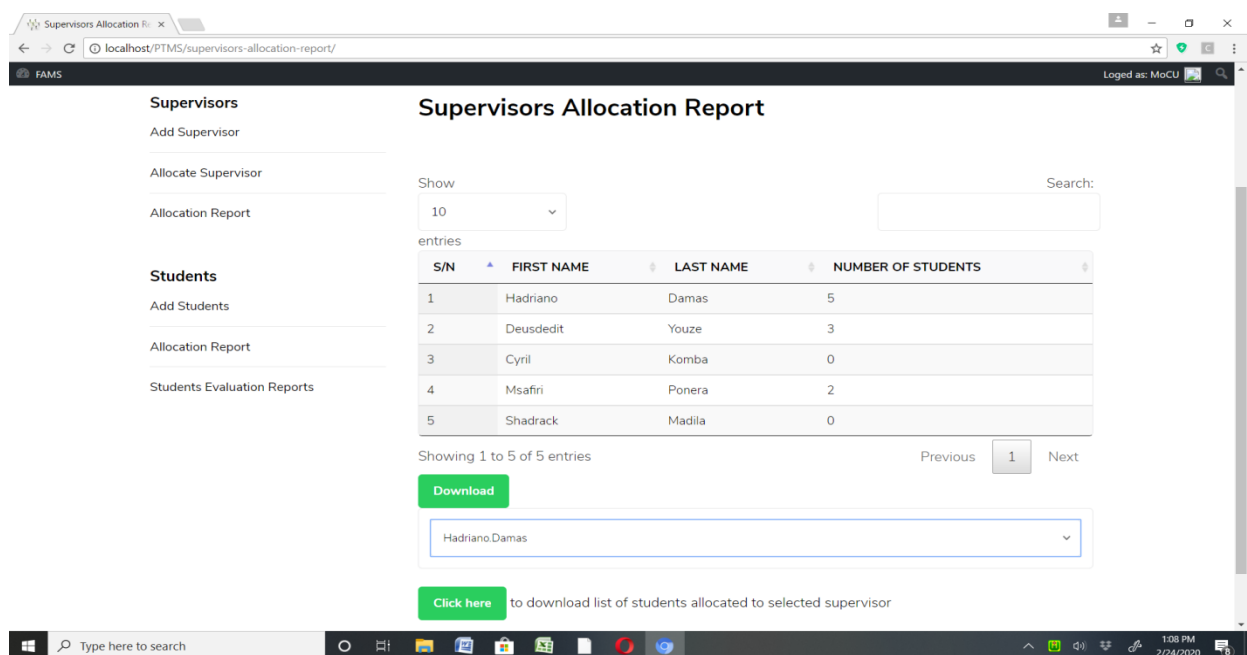 Supervisors Allocation Re
localhost/PTMS/supervisors-allocation-report/
FAMS
Loged as: MoCU
Supervisors
Add Supervisor
Allocate Supervisor
Allocation Report
Students
Add Students
Allocation Report
Students Evaluation Reports
Supervisors Allocation Report
Show
10
entries
Search:
S/N FIRST NAME LAST NAME NUMBER OF STUDENTS
1 Hadriano Damas 5
2 Deusdedit Youze 3
3 Cyril Komba 0
4 Msafiri Ponera 2
5 Shadrack Madila 0
Showing 1 to 5 of 5 entries
Previous 1 Next
Download
Hadriano.Damas
Click here to download list of students allocated to selected supervisor
Type here to search
1:08 PM
2/24/2020
8